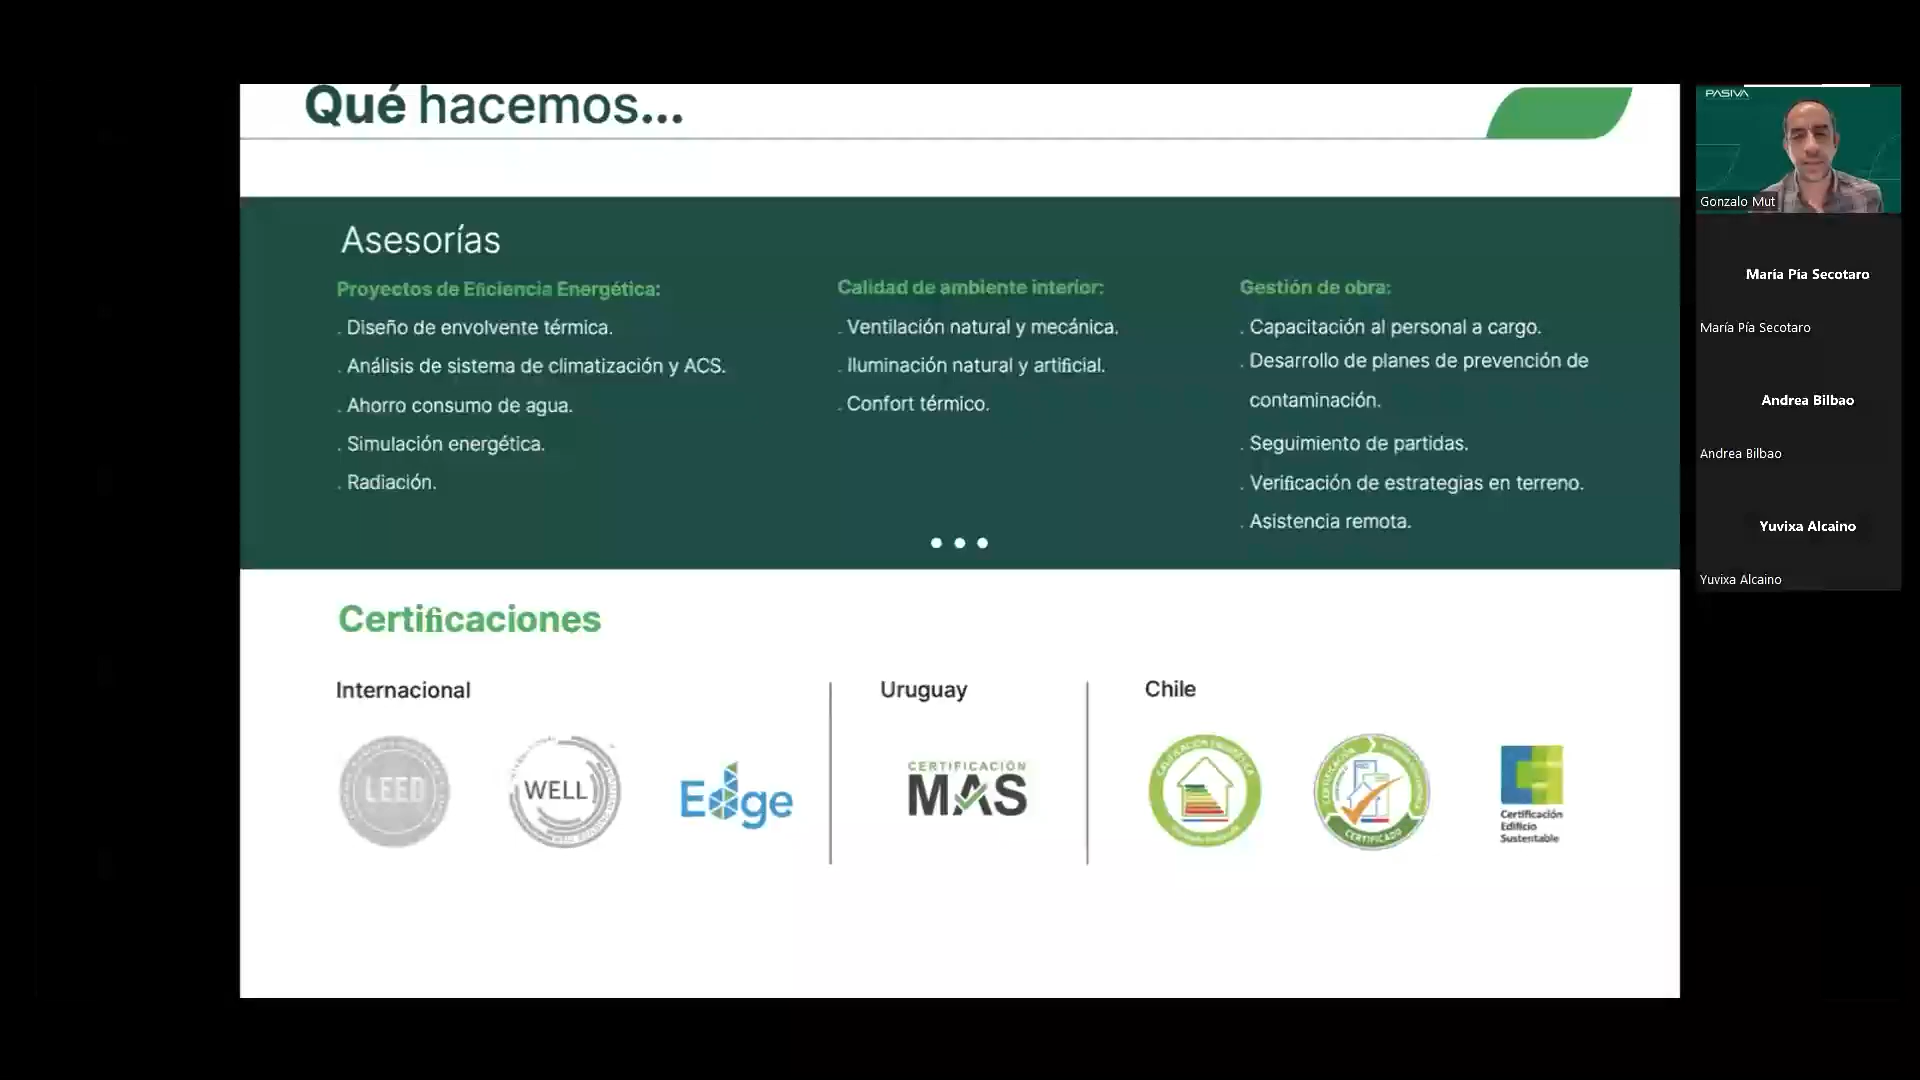 Qué hacemos...
Asesorías
Proyectos de Eficiencia Energética:
. Diseño de envolvente térmica.
. Análisis de sistema de climatización y ACS.
. Ahorro consumo de agua.
. Simulación energética.
. Radiación.
Calidad de ambiente interior:
. Ventilación natural y mecánica.
. Iluminación natural y artificial.
. Confort térmico.
Gestión de obra:
. Capacitación al personal a cargo.
. Desarrollo de planes de prevención de
contaminación.
. Seguimiento de partidas.
. Verificación de estrategias en terreno.
. Asistencia remota.
Certificaciones
Internacional
LEED
WELL
Edge
Uruguay
CERTIFICACIÓN
MAS
Chile
CALIFICACIÓN ENERGÉTICA
CERTIFICACIÓN
CERTIFICADO
Certificación
Edificio
Sustentable
PASIVA
Gonzalo Mut
María Pía Secotaro
María Pía Secotaro
Andrea Bilbao
Andrea Bilbao
Yuvixa Alcaino
Yuvixa Alcaino